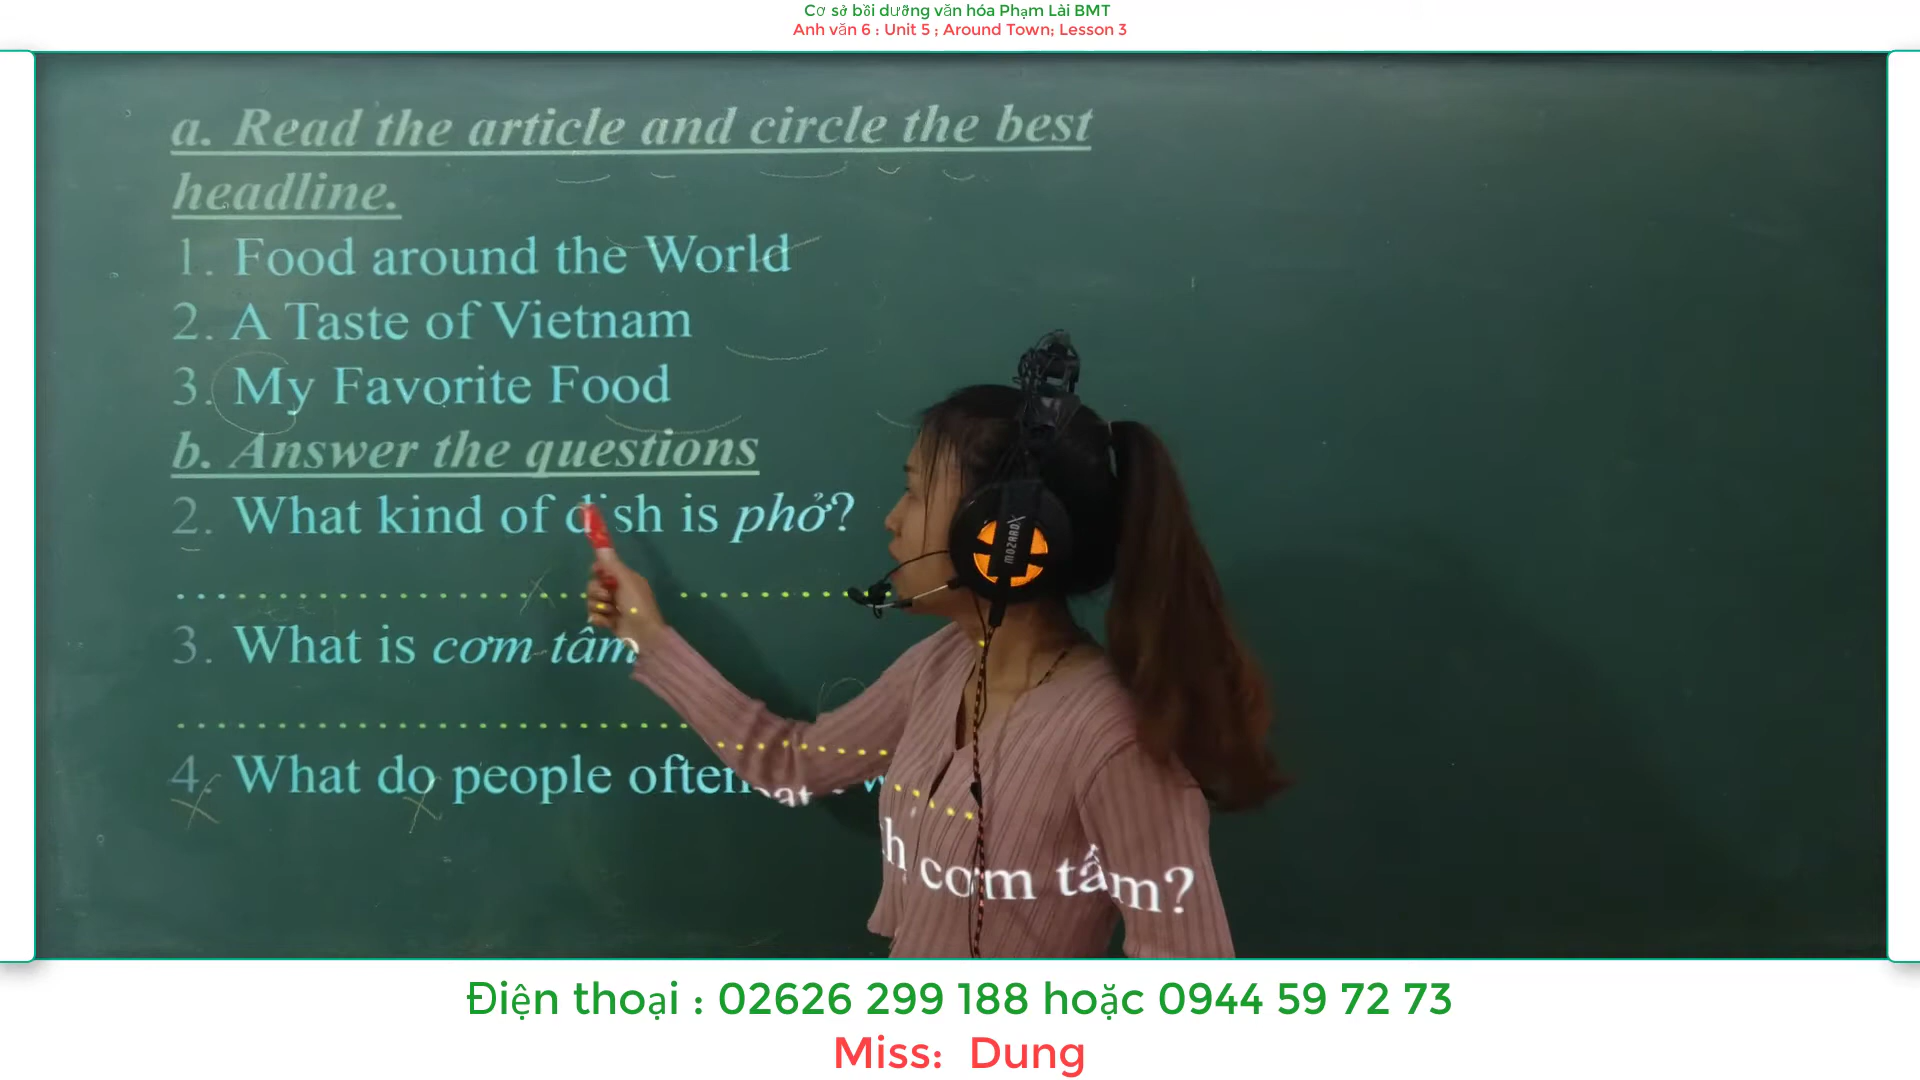 Cơ sở bồi dưỡng văn hóa Phạm Lài BMT
Anh văn 6 : Unit 5 ; Around Town; Lesson 3
a. Read the article and circle the best
headline.
1. Food around the World
2. A Taste of Vietnam
3. My Favorite Food
b. Answer the questions
2. What kind of dish is phở?
3. What is cơm tấm
4. What do people often eat
cơm tấm?
MOZARDX
Điện thoại : 02626 299 188 hoặc 0944 59 72 73
Miss: Dung